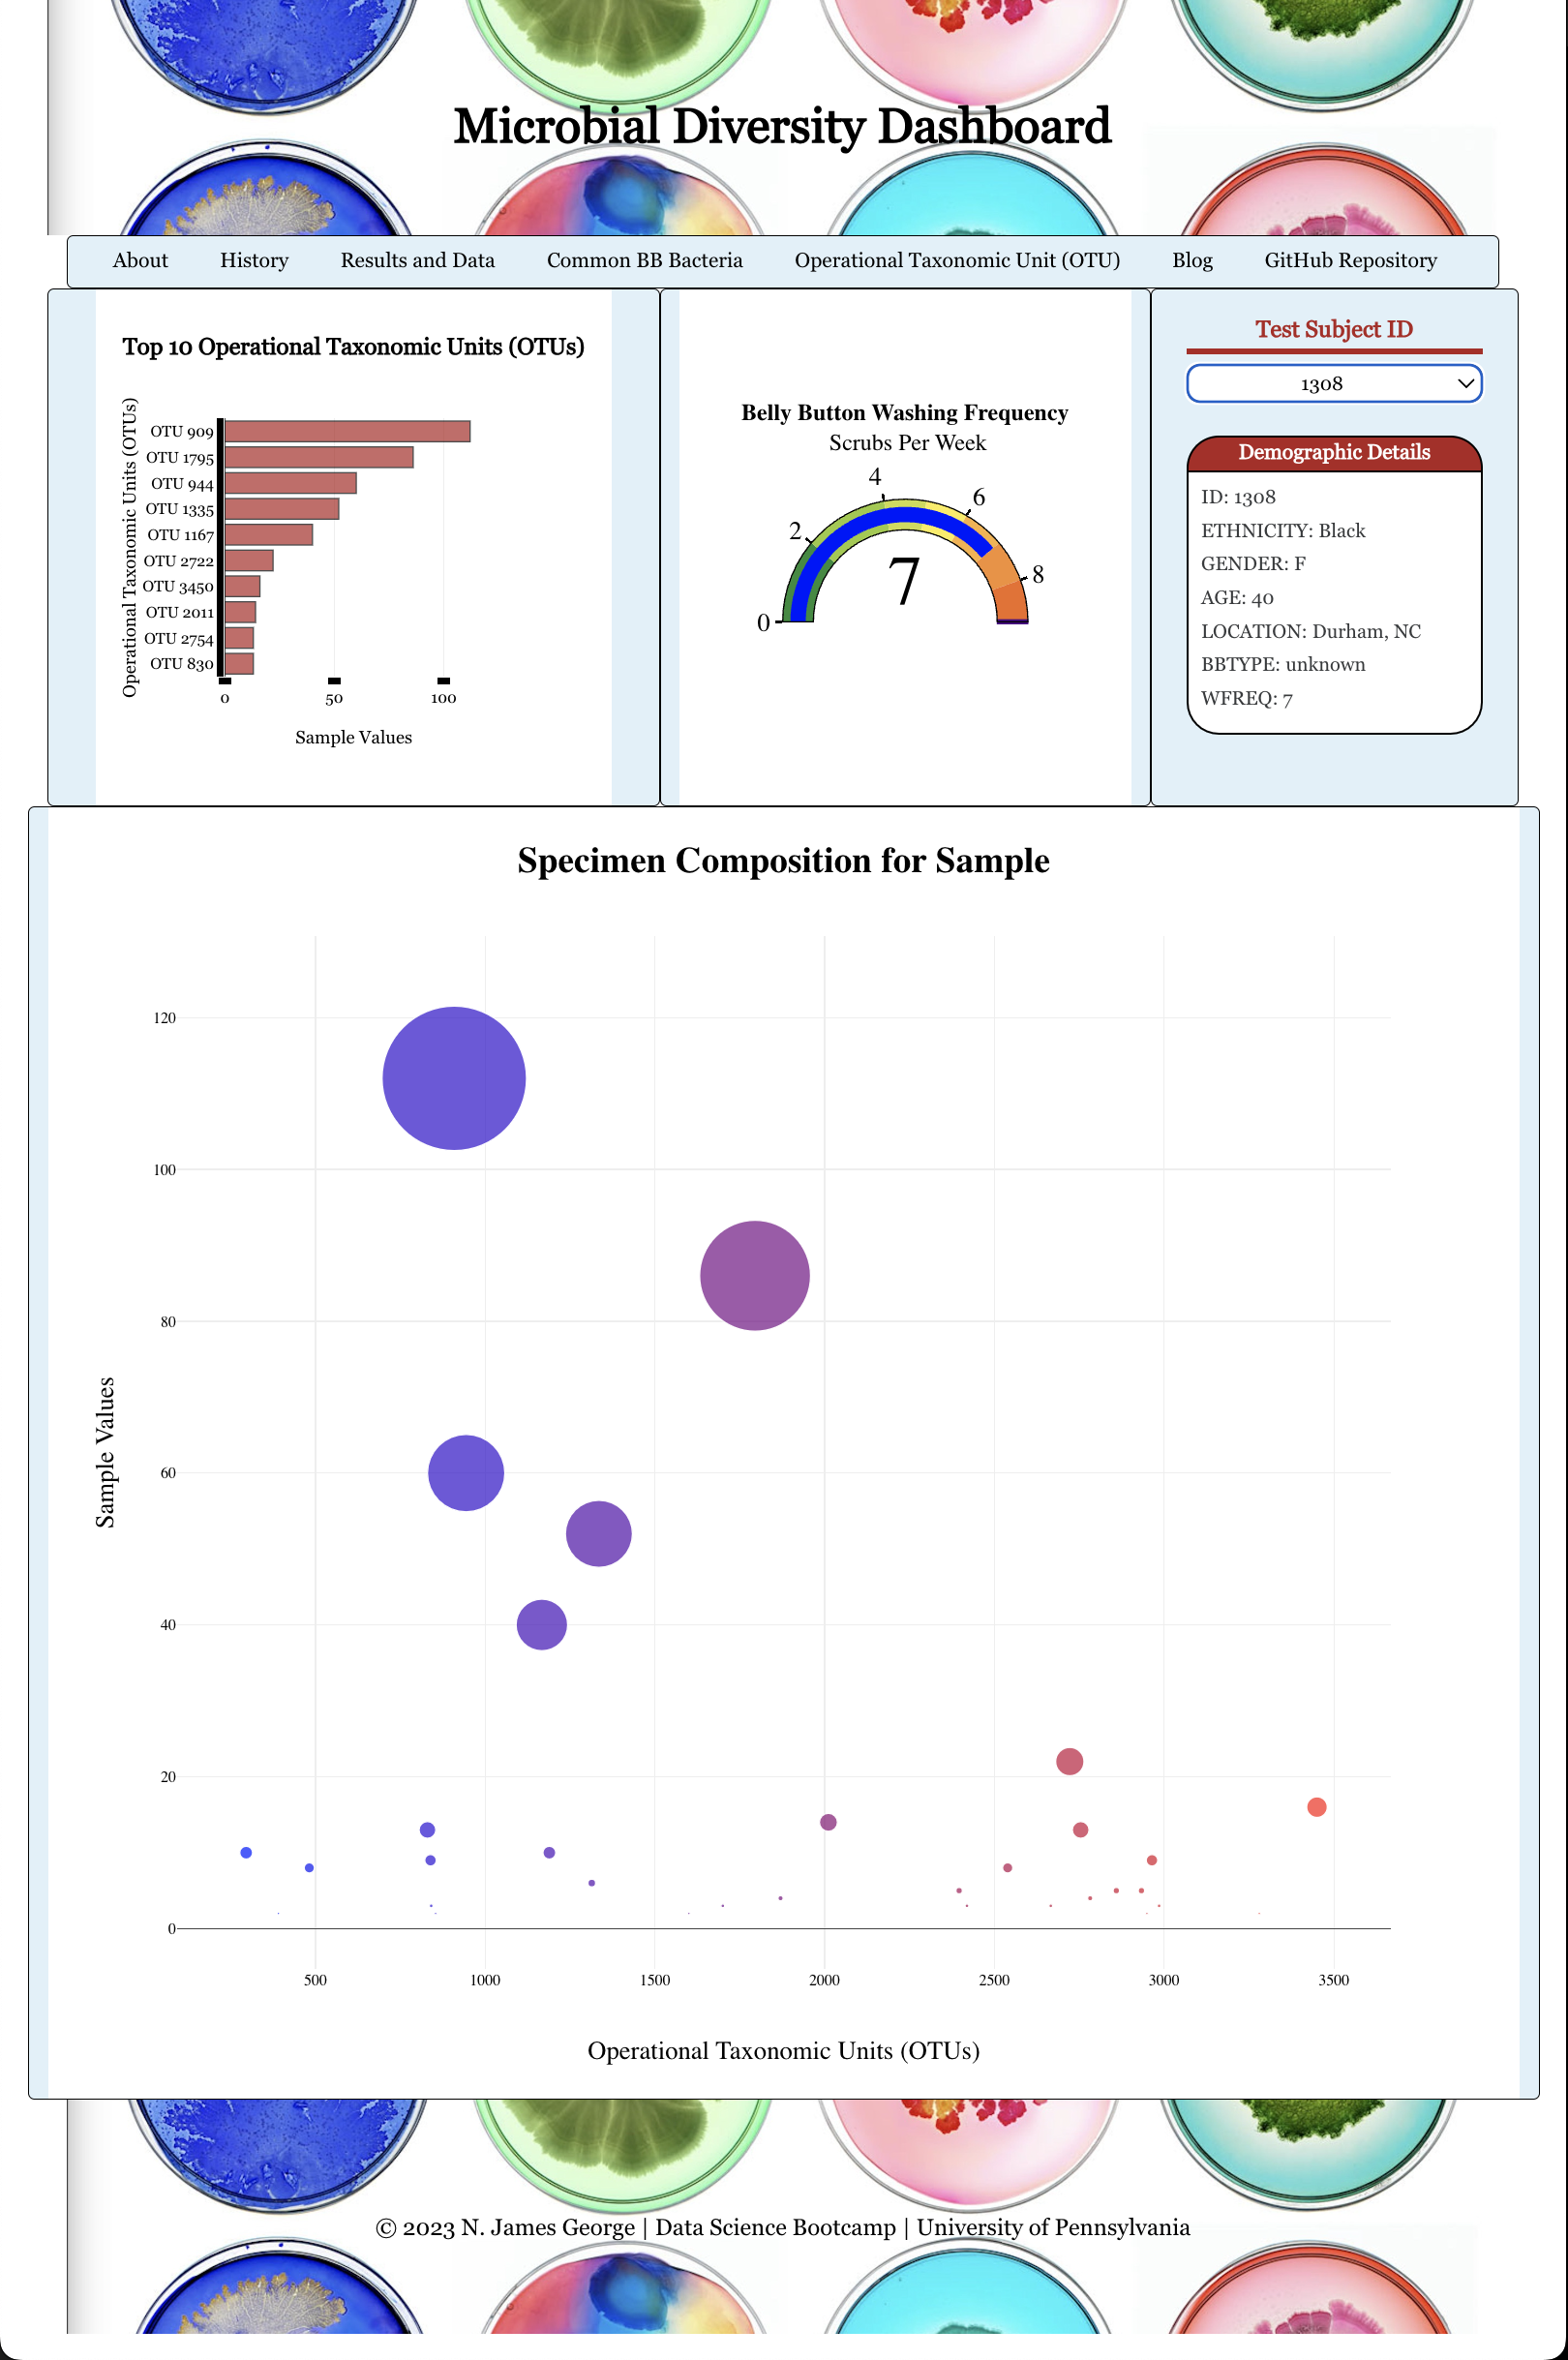 Microbial Diversity Dashboard
About History Results and Data Common BB Bacteria Operational Taxonomic Unit (OTU) Blog GitHub Repository
Top 10 Operational Taxonomic Units (OTUs)
Operational Taxonomic Units (OTUs)
OTU 909
OTU 1795
OTU 944
OTU 1335
OTU 1167
OTU 2722
OTU 3450
OTU 2011
OTU 2754
OTU 830
0 50 100
Sample Values
Belly Button Washing Frequency
Scrubs Per Week
0
2
4
6
8
7
Test Subject ID
1308
Demographic Details
ID: 1308
ETHNICITY: Black
GENDER: F
AGE: 40
LOCATION: Durham, NC
BBTYPE: unknown
WFREQ: 7
Specimen Composition for Sample
Sample Values
120
100
80
60
40
20
0
500 1000 1500 2000 2500 3000 3500
Operational Taxonomic Units (OTUs)
© 2023 N. James George | Data Science Bootcamp | University of Pennsylvania